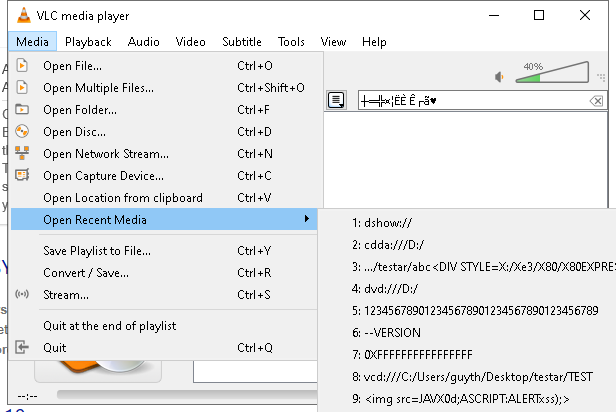 VLC media player
Media Playback Audio Video Subtitle Tools View Help
Open File... Ctrl+O
Open Multiple Files... Ctrl+Shift+O
Open Folder... Ctrl+F
Open Disc... Ctrl+D
Open Network Stream... Ctrl+N
Open Capture Device... Ctrl+C
Open Location from clipboard Ctrl+V
Open Recent Media
Save Playlist to File... Ctrl+Y
Convert / Save... Ctrl+R
Stream... Ctrl+S
Quit at the end of playlist
Quit Ctrl+Q
40%
1: dshow://
2: cdda:///D:/
3: .../testar/abc<DIV STYLE=X:/Xe3/X80/X80EXPRE
4: dvd:///D:/
5: 123456789012345678901234567890123456789
6: --VERSION
7: 0XFFFFFFFFFFFFFFFF
8: vcd:///C:/Users/guyth/Desktop/testar/TEST
9: <img src=JAVX0d;ASCRIPT:ALERTxss);>
--:--